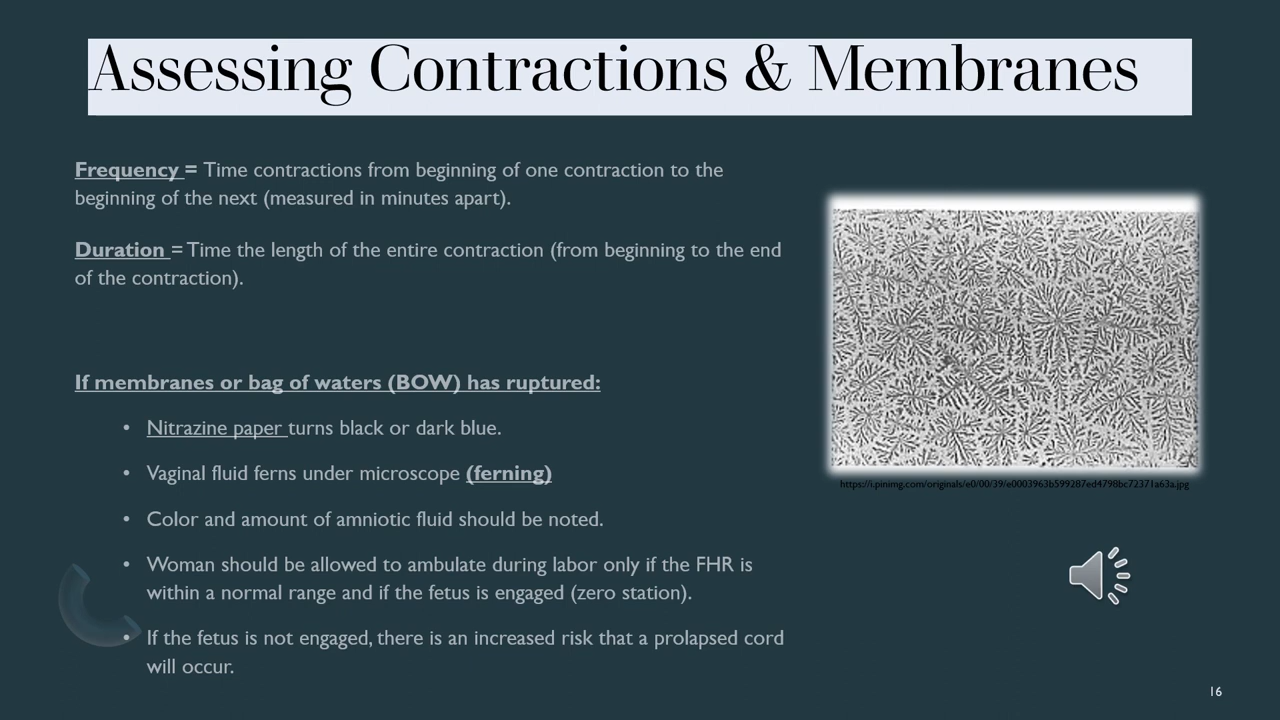 Assessing Contractions & Membranes
Frequency = Time contractions from beginning of one contraction to the
beginning of the next (measured in minutes apart).
Duration = Time the length of the entire contraction (from beginning to the end
of the contraction).
If membranes or bag of waters (BOW) has ruptured:
• Nitrazine paper turns black or dark blue.
• Vaginal fluid ferns under microscope (ferning)
• Color and amount of amniotic fluid should be noted.
• Woman should be allowed to ambulate during labor only if the FHR is
within a normal range and if the fetus is engaged (zero station).
• If the fetus is not engaged, there is an increased risk that a prolapsed cord
will occur.
https://i.pinimg.com/originals/e0/00/39/e0003963b599287ed4798bc72371a63a.jpg
16